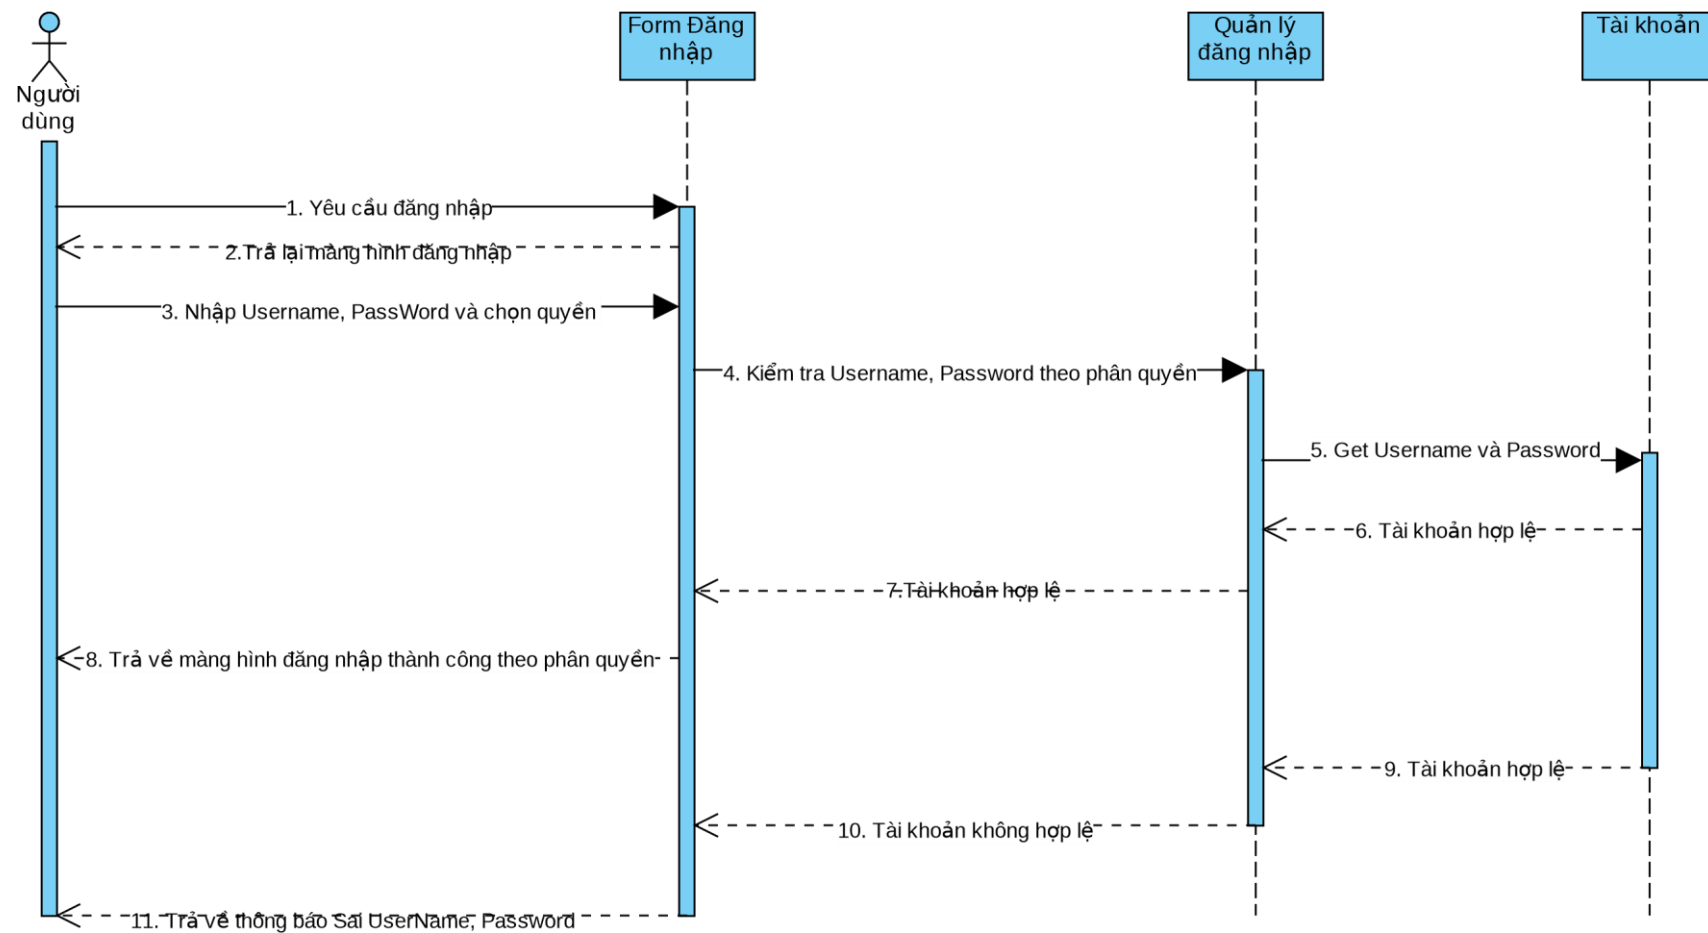 Người
dùng
Form Đăng
nhập
Quản lý
đăng nhập
Tài khoản
1. Yêu cầu đăng nhập
2.Trả lại màng hình đăng nhập
3. Nhập Username, PassWord và chọn quyền
4. Kiểm tra Username, Password theo phân quyền
5. Get Username và Password
6. Tài khoản hợp lệ
7.Tài khoản hợp lệ
8. Trả về màng hình đăng nhập thành công theo phân quyền
9. Tài khoản hợp lệ
10. Tài khoản không hợp lệ
11. Trả về thông báo Sai UserName, Password